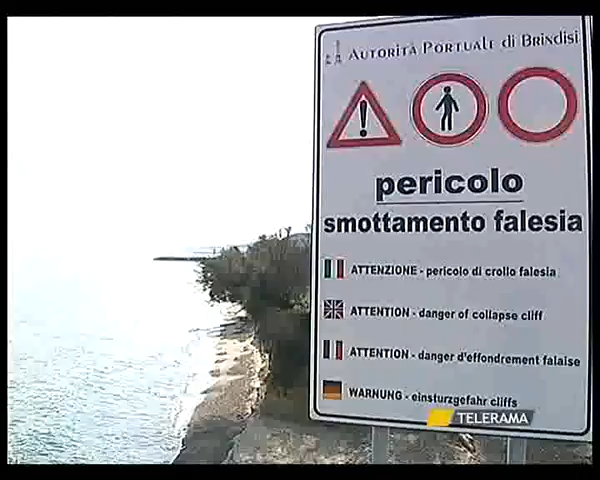 AUTORITÀ PORTUALE di BRINDISI
pericolo
smottamento falesia
ATTENZIONE - pericolo di crollo falesia
ATTENTION - danger of collapse cliff
ATTENTION - danger d'effondrement falaise
WARNUNG - einsturzgefahr cliffs
TELERAMA